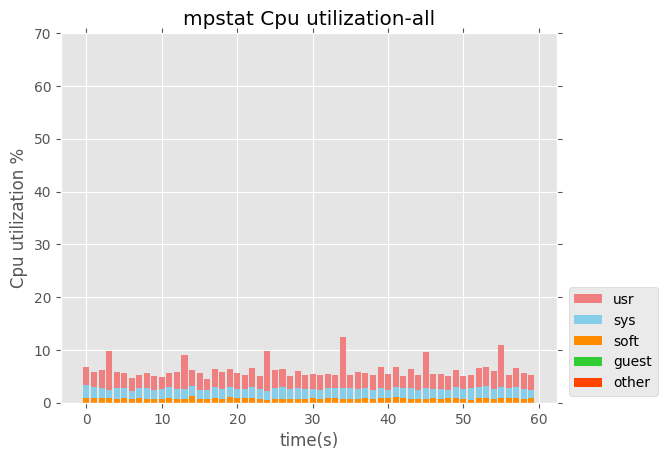 mpstat Cpu utilization-all
70
60
50
40
30
20
10
0
Cpu utilization %
0 10 20 30 40 50 60
time(s)
usr
sys
soft
guest
other